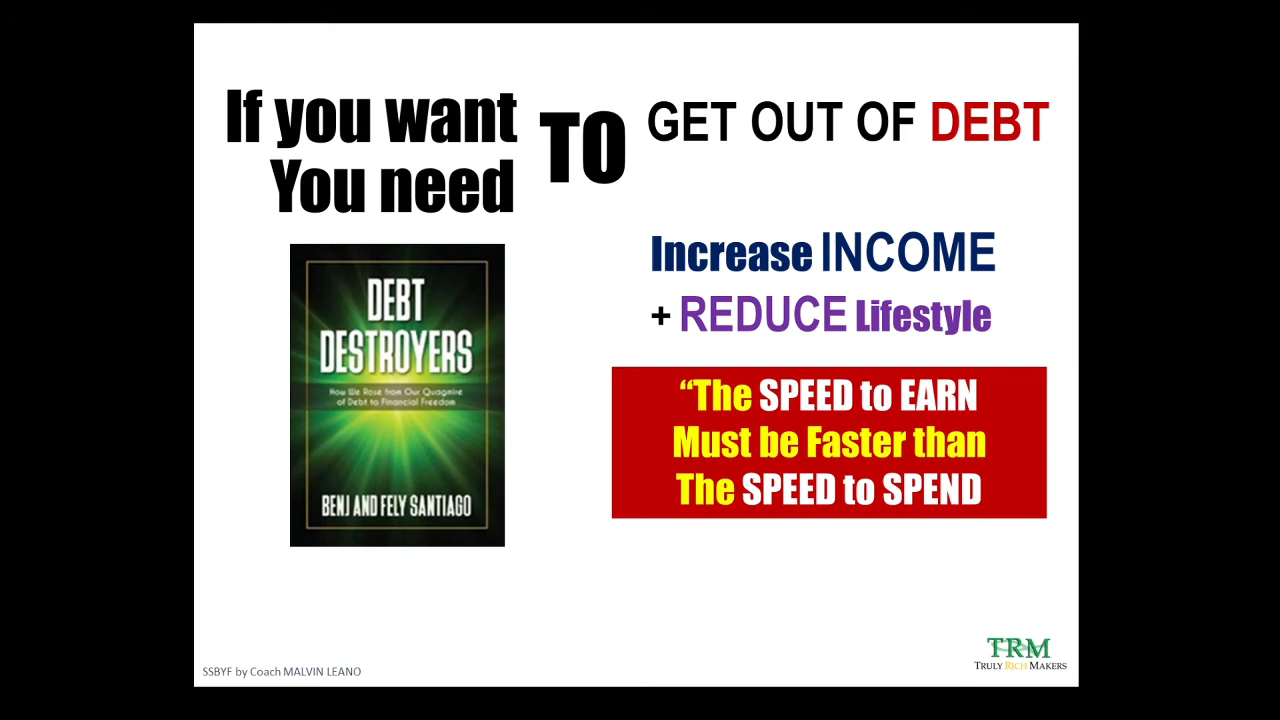 If you want
You need
TO
GET OUT OF DEBT
Increase INCOME
+ REDUCE Lifestyle
DEBT
DESTROYERS
How We Rose from Our Quagmire
of Debt to Financial Freedom
BENJ AND FELY SANTIAGO
“The SPEED to EARN
Must be Faster than
The SPEED to SPEND
SSBYF by Coach MALVIN LEANO
TRM
TRULY RICH MAKERS